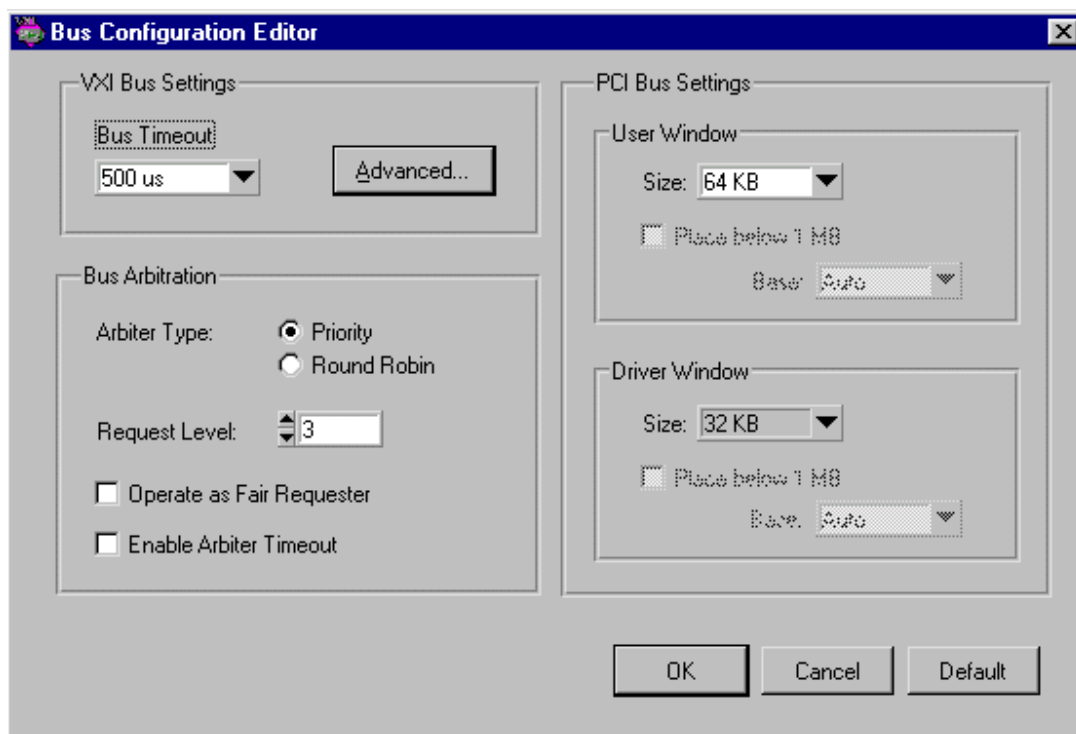 Bus Configuration Editor
VXI Bus Settings
Bus Timeout
500 us
Advanced...
Bus Arbitration
Arbiter Type:
Priority
Round Robin
Request Level:
3
Operate as Fair Requester
Enable Arbiter Timeout
PCI Bus Settings
User Window
Size: 64 KB
Place below 1 MB
Base: Auto
Driver Window
Size: 32 KB
Place below 1 MB
Base: Auto
OK
Cancel
Default